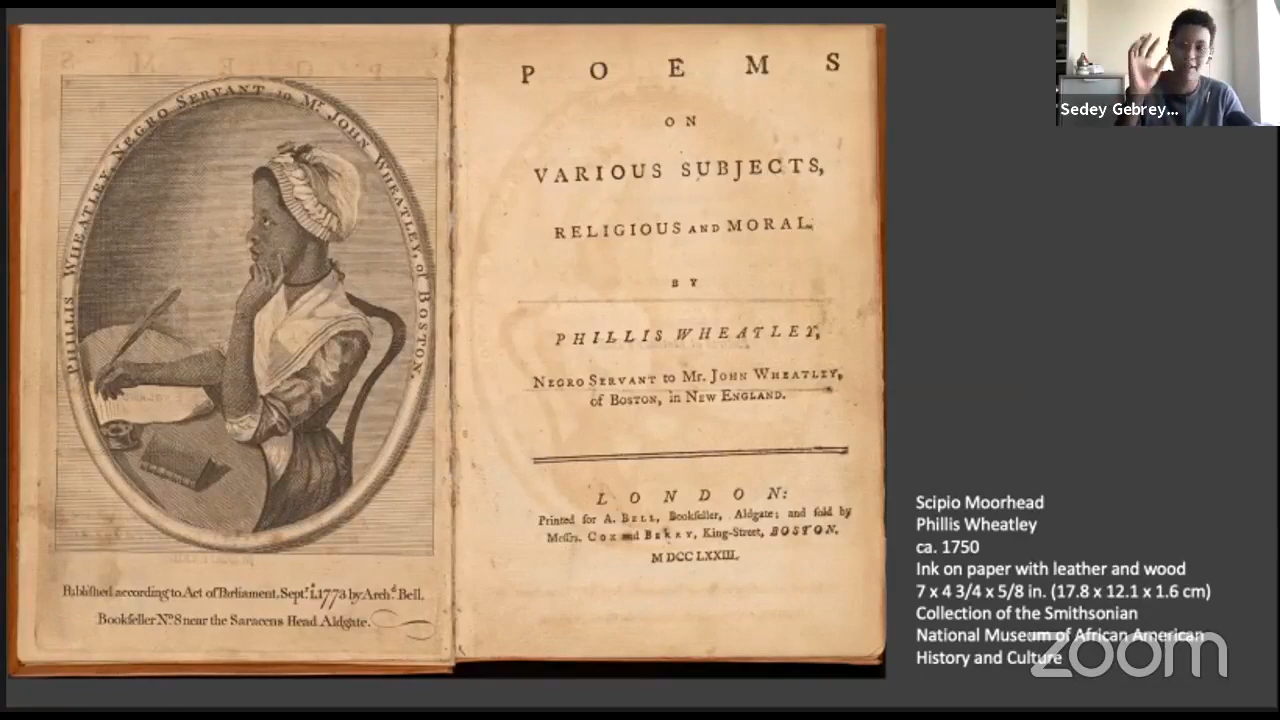 PHILLIS WHEATLEY, NEGRO SERVANT to Mr. JOHN WHEATLEY, of BOSTON.
Published according to Act of Parliament, Septr. 1, 1773 by Archd. Bell.
Bookseller No. 8 near the Saracens Head Aldgate.
POEMS
ON
VARIOUS SUBJECTS,
RELIGIOUS AND MORAL.
BY
PHILLIS WHEATLEY,
NEGRO SERVANT to Mr. JOHN WHEATLEY,
of BOSTON, in NEW ENGLAND.
LONDON:
Printed for A. BELL, Bookseller, Aldgate; and sold by
Messrs. COX and BERRY, King-Street, BOSTON.
M DCC LXXIII.
Sedey Gebrey...
Scipio Moorhead
Phillis Wheatley
ca. 1750
Ink on paper with leather and wood
7 x 4 3/4 x 5/8 in. (17.8 x 12.1 x 1.6 cm)
Collection of the Smithsonian
National Museum of African American
History and Culture
zoom